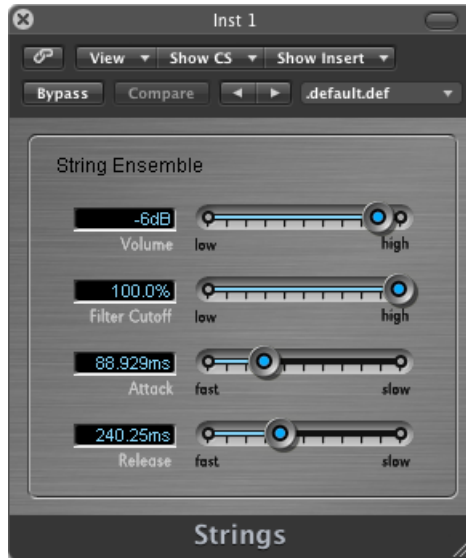 Inst 1
View Show CS Show Insert
Bypass Compare .default.def
String Ensemble
-6dB
Volume low high
100.0%
Filter Cutoff low high
88.929ms
Attack fast slow
240.25ms
Release fast slow
Strings